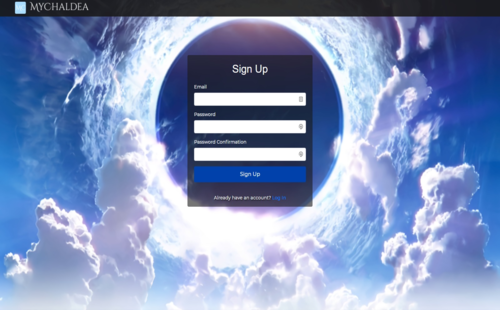 MYCHALDEA
Sign Up
Email
Password
Password Confirmation
Sign Up
Already have an account? Log in